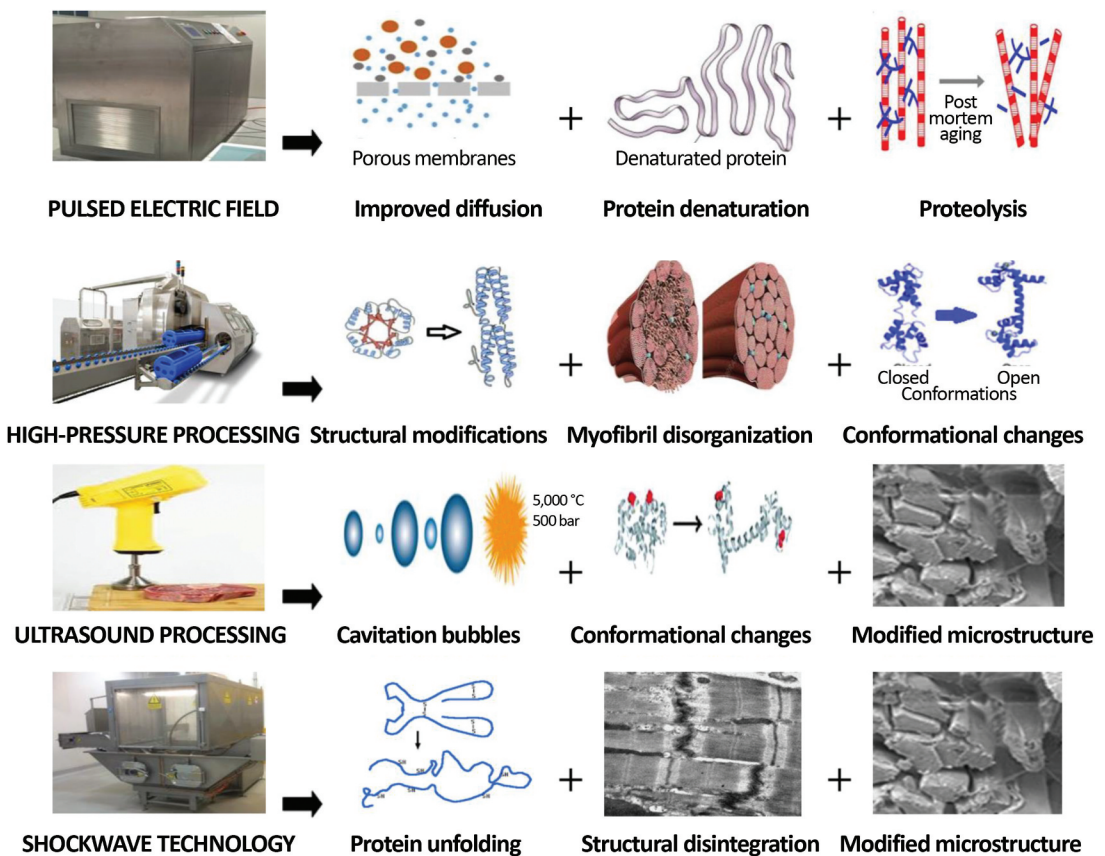 Porous membranes
Denaturated protein
Post
mortem
aging
PULSED ELECTRIC FIELD
Improved diffusion
Protein denaturation
Proteolysis
Closed
Open
Conformations
HIGH-PRESSURE PROCESSING
Structural modifications
Myofibril disorganization
Conformational changes
5,000 °C
500 bar
ULTRASOUND PROCESSING
Cavitation bubbles
Conformational changes
Modified microstructure
SHOCKWAVE TECHNOLOGY
Protein unfolding
Structural disintegration
Modified microstructure